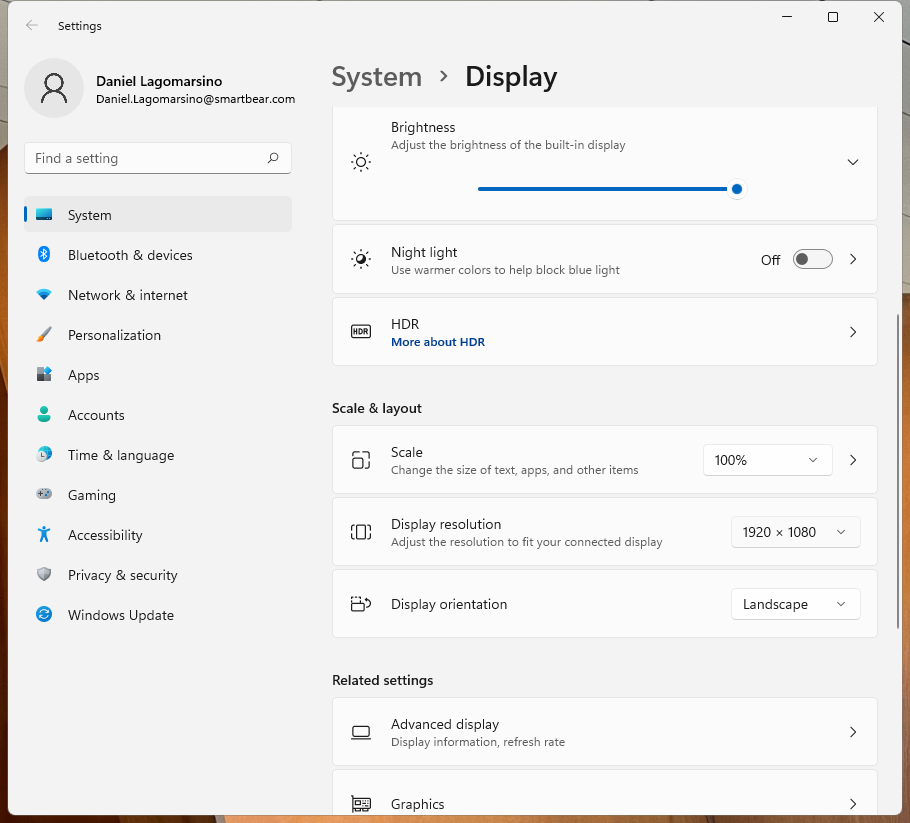 Settings
Daniel Lagomarsino
Daniel.Lagomarsino@smartbear.com
Find a setting
System
Bluetooth & devices
Network & internet
Personalization
Apps
Accounts
Time & language
Gaming
Accessibility
Privacy & security
Windows Update
System > Display
Brightness
Adjust the brightness of the built-in display
Night light
Use warmer colors to help block blue light
Off
HDR
HDR
More about HDR
Scale & layout
Scale
Change the size of text, apps, and other items
100%
Display resolution
Adjust the resolution to fit your connected display
1920 × 1080
Display orientation
Landscape
Related settings
Advanced display
Display information, refresh rate
Graphics